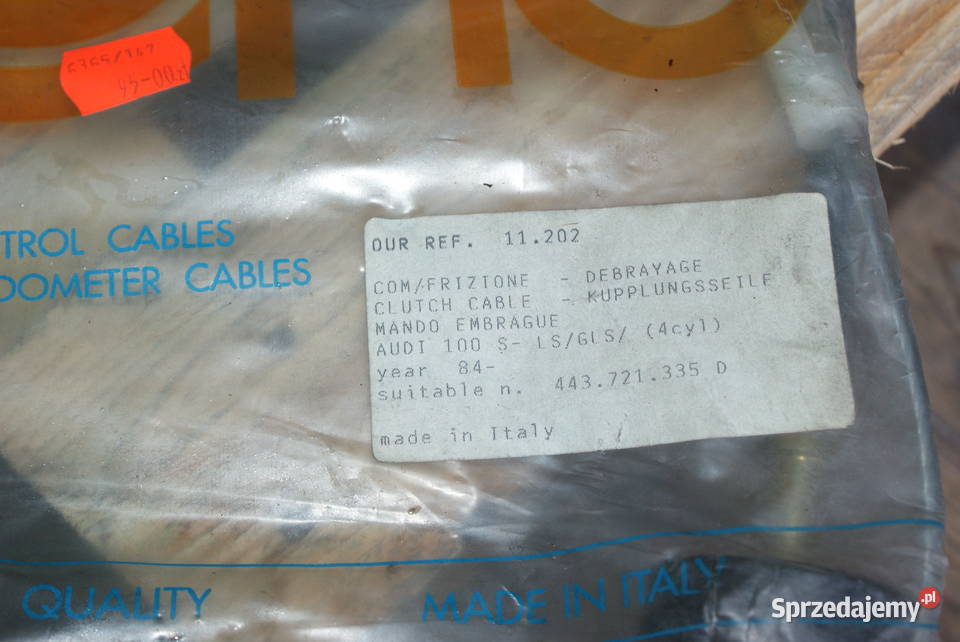 95-00zł
TROL CABLES
DOMETER CABLES
OUR REF. 11.202
COM/FRIZIONE - DEBRAYAGE
CLUTCH CABLE - KUPPLUNGSSEILE
MANDO EMBRAGUE
AUDI 100 S- LS/GLS/ (4cyl)
year 84-
suitable n. 443.721.335 D
made in Italy
QUALITY
MADE IN ITALY
Sprzedajemy.pl